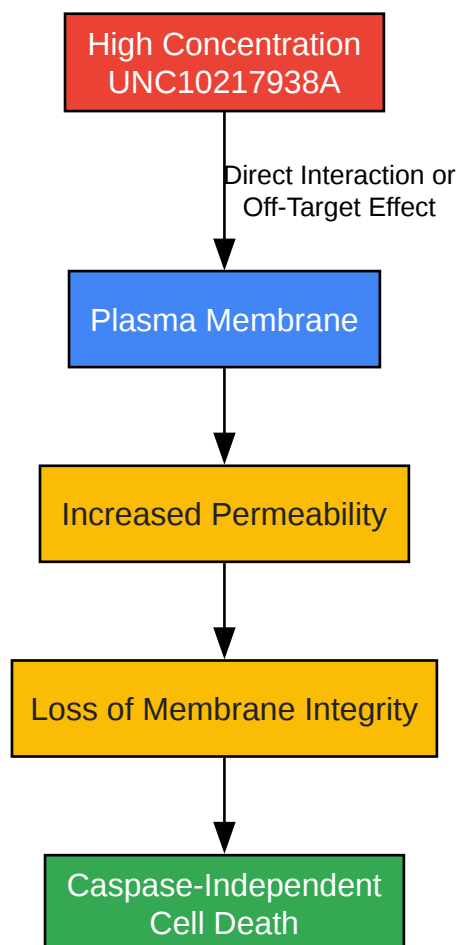 High Concentration
UNC10217938A
Direct Interaction or
Off-Target Effect
Plasma Membrane
Increased Permeability
Loss of Membrane Integrity
Caspase-Independent
Cell Death